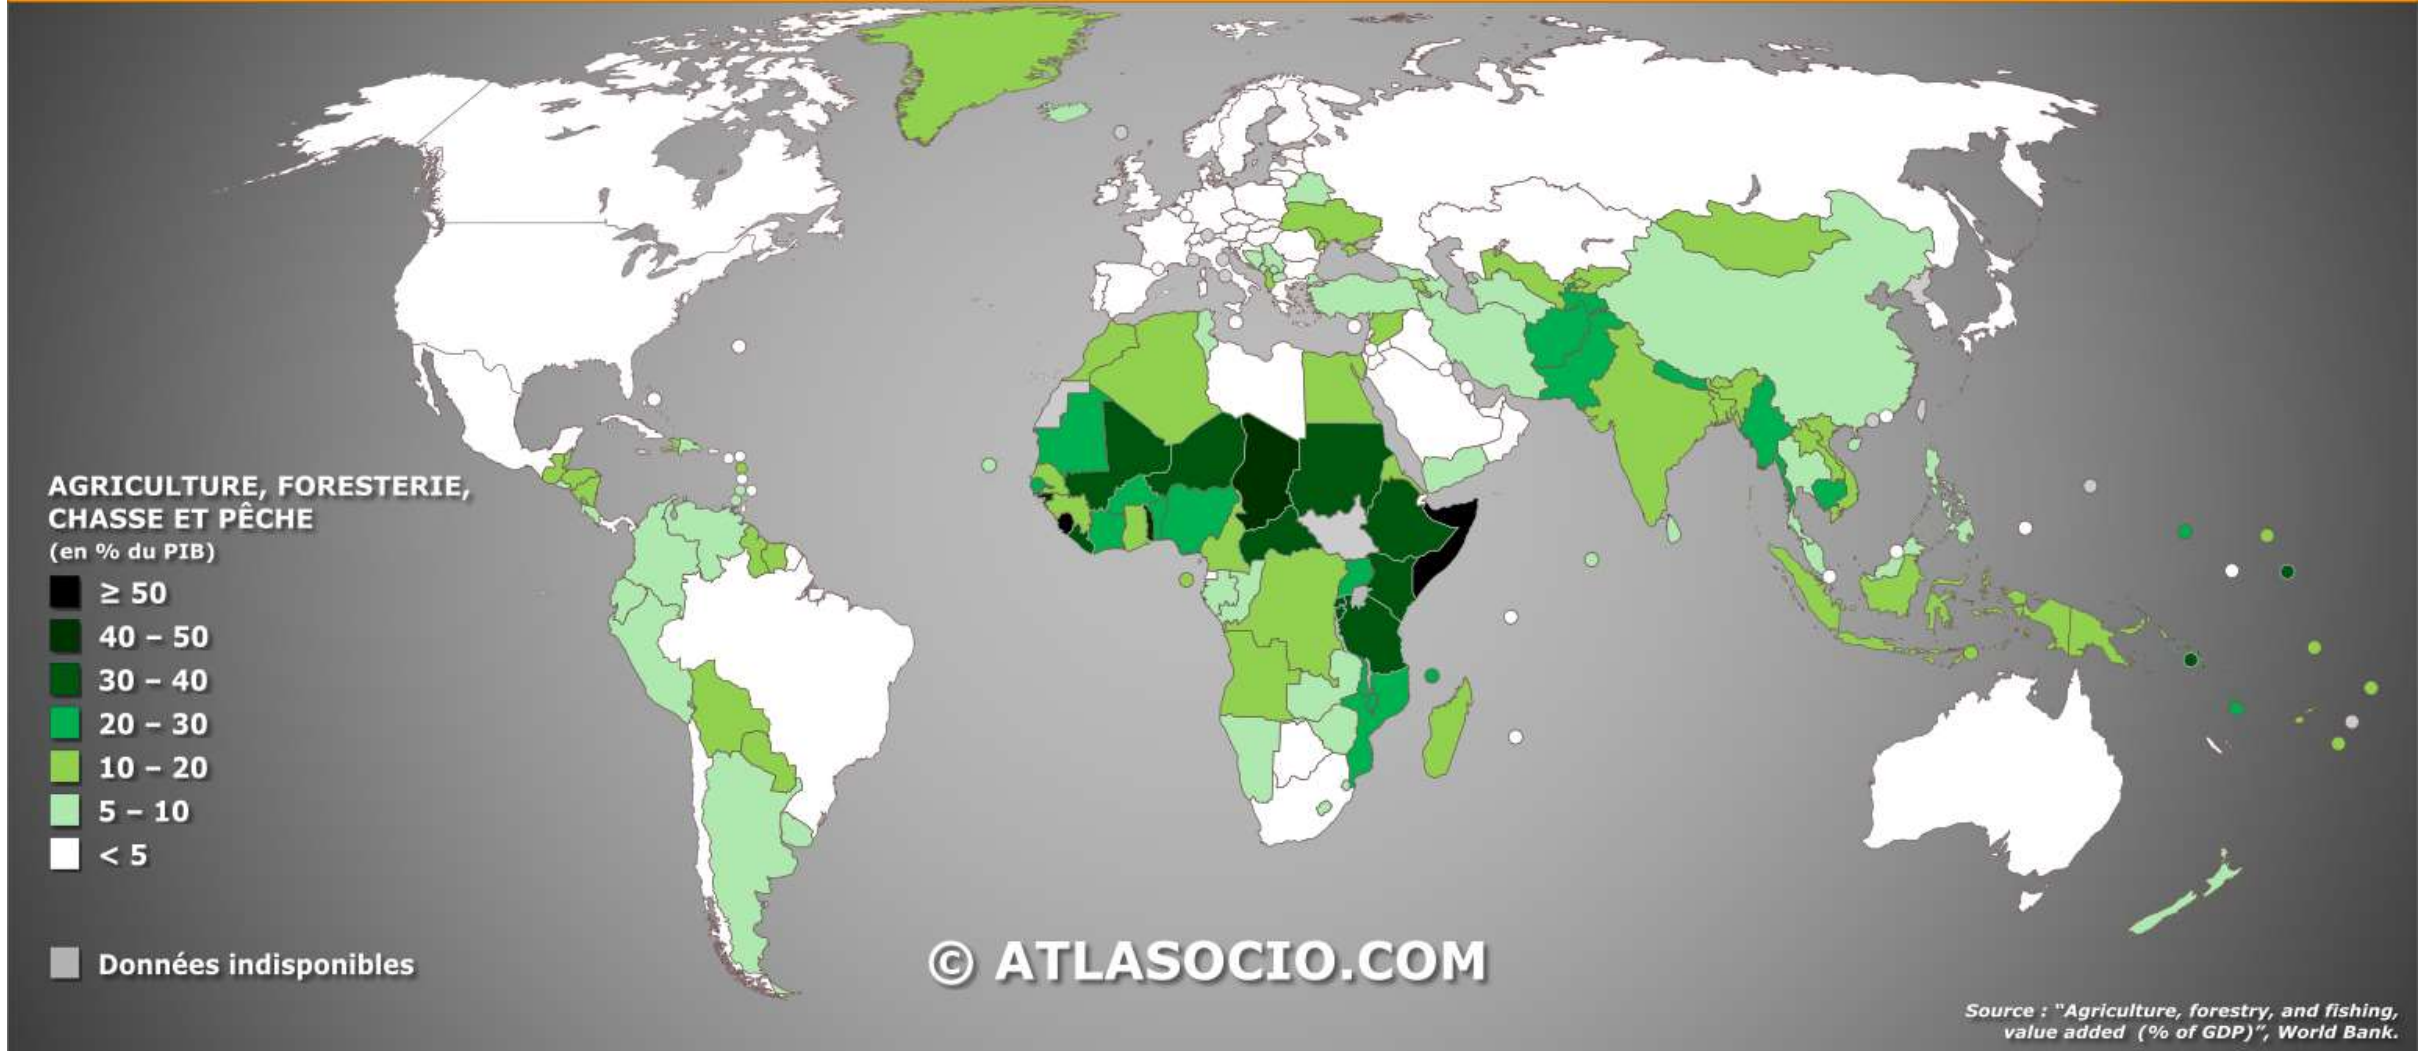 AGRICULTURE, FORESTERIE,
CHASSE ET PÊCHE
(en % du PIB)
≥ 50
40 – 50
30 – 40
20 – 30
10 – 20
5 – 10
< 5
Données indisponibles
© ATLASOCIO.COM
Source : "Agriculture, forestry, and fishing,
value added (% of GDP)", World Bank.